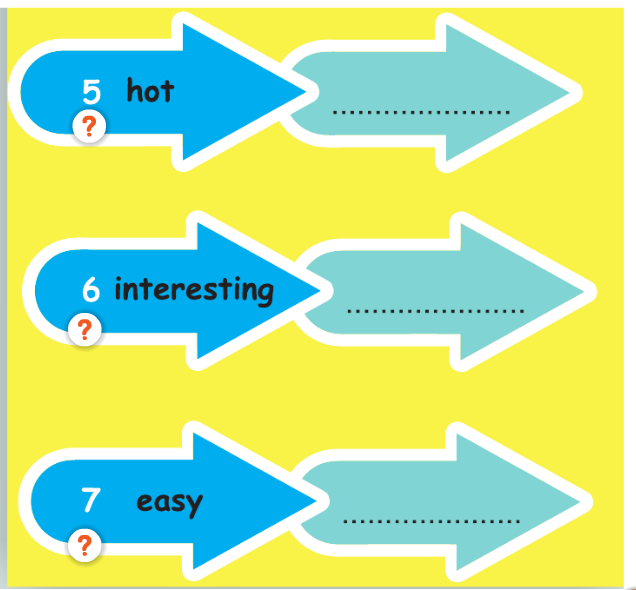 5 hot ......................
?
6 interesting ......................
?
7 easy ......................
?